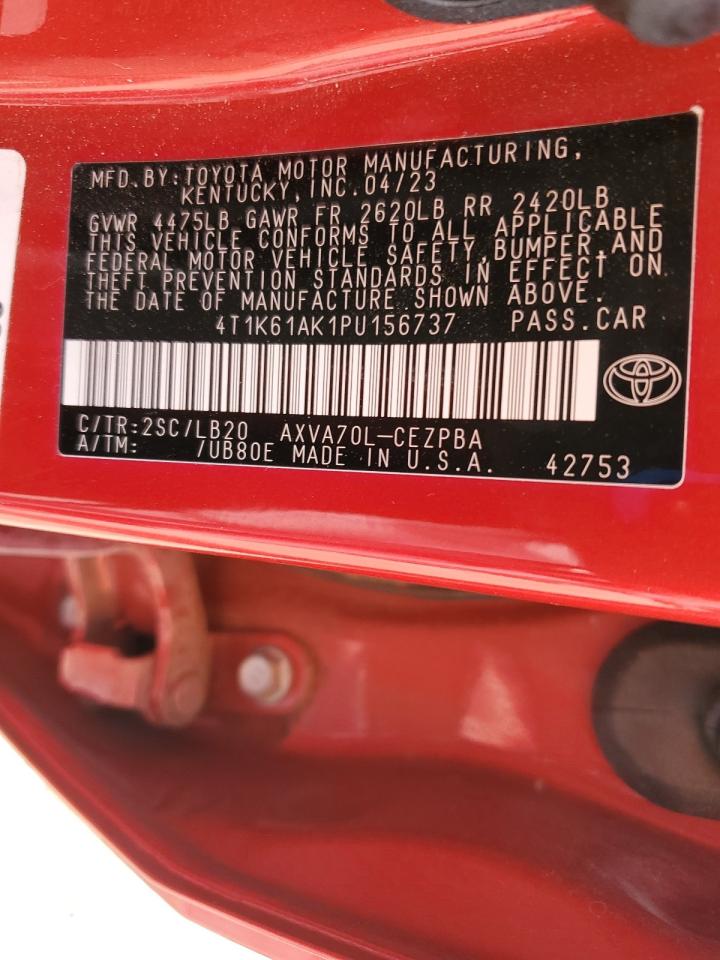 MFD.BY:TOYOTA MOTOR MANUFACTURING,
KENTUCKY, INC. 04/23
GVWR 4475LB GAWR FR 2620LB RR 2420LB
THIS VEHICLE CONFORMS TO ALL APPLICABLE
FEDERAL MOTOR VEHICLE SAFETY,BUMPER,AND
THEFT PREVENTION STANDARDS IN EFFECT ON
THE DATE OF MANUFACTURE SHOWN ABOVE.
4T1K61AK1PU156737 PASS.CAR
C/TR:2SC/LB20 AXVA70L-CEZPBA
A/TM: /UB80E MADE IN U.S.A. 42753